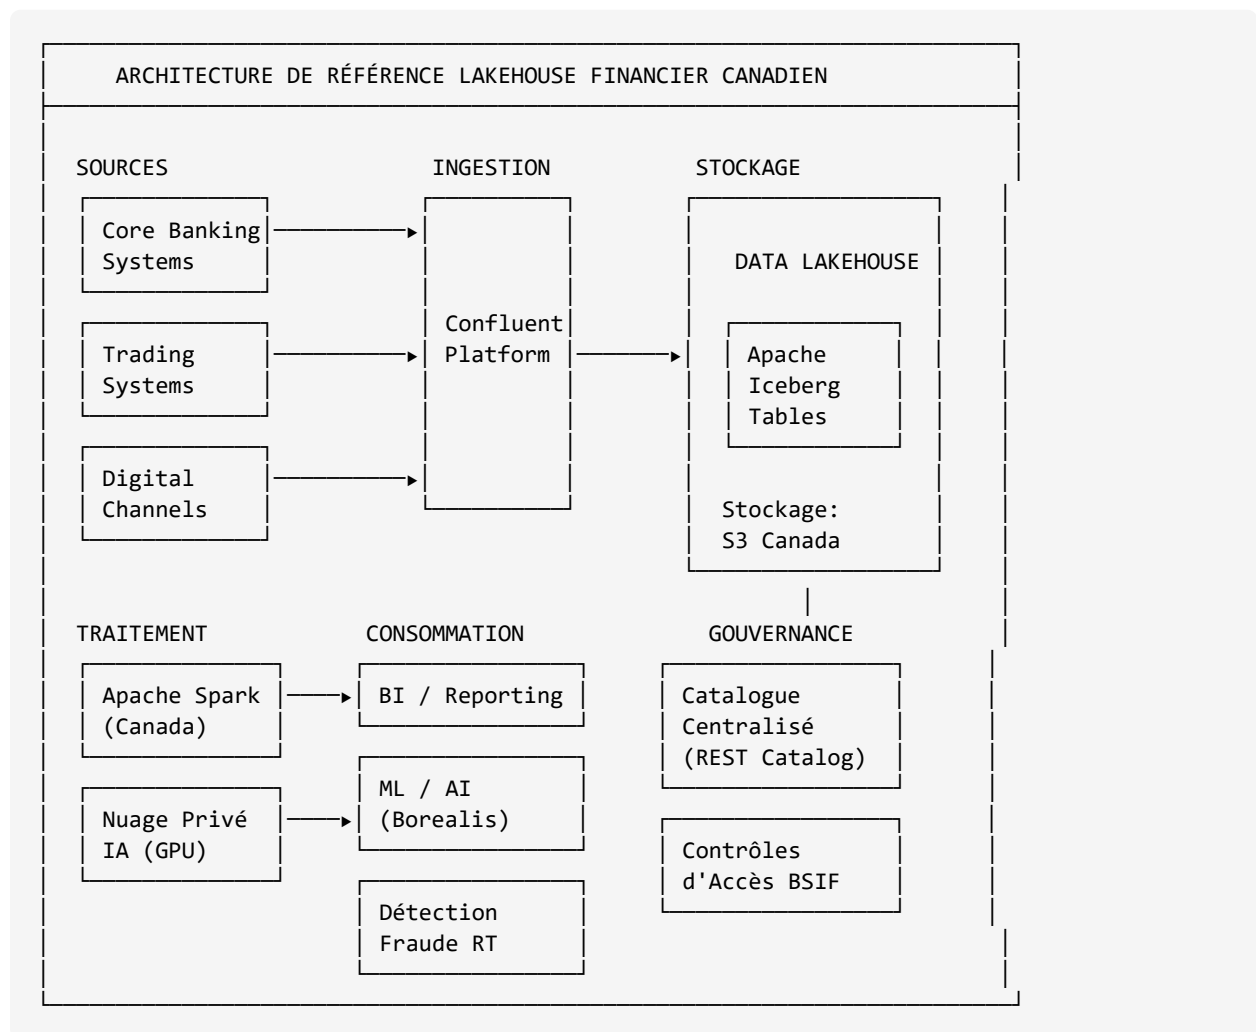 ARCHITECTURE DE RÉFÉRENCE LAKEHOUSE FINANCIER CANADIEN
SOURCES
INGESTION
STOCKAGE
Core Banking
Systems
Trading
Systems
Digital
Channels
Confluent
Platform
DATA LAKEHOUSE
Apache
Iceberg
Tables
Stockage:
S3 Canada
TRAITEMENT
CONSOMMATION
GOUVERNANCE
Apache Spark
(Canada)
Nuage Privé
IA (GPU)
BI / Reporting
ML / AI
(Borealis)
Détection
Fraude RT
Catalogue
Centralisé
(REST Catalog)
Contrôles
d'Accès BSIF